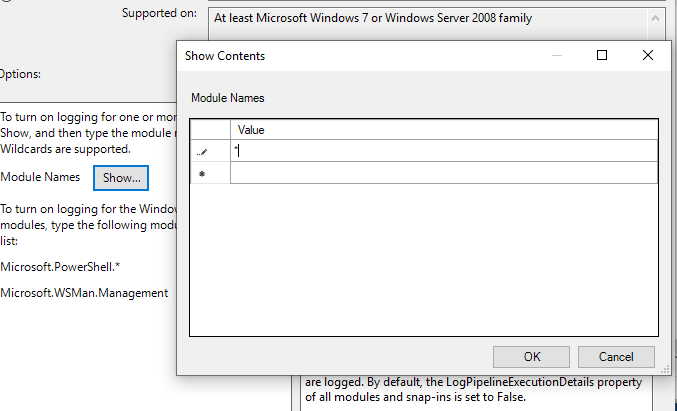 Supported on:
At least Microsoft Windows 7 or Windows Server 2008 family
Show Contents
Options:
Module Names
Value
*
To turn on logging for one or mor
Show, and then type the module
Wildcards are supported.
Module Names
Show...
To turn on logging for the Window
modules, type the following modu
list:
Microsoft.PowerShell.*
Microsoft.WSMan.Management
OK
Cancel
are logged. By default, the LogPipelineExecutionDetails property
of all modules and snap-ins is set to False.